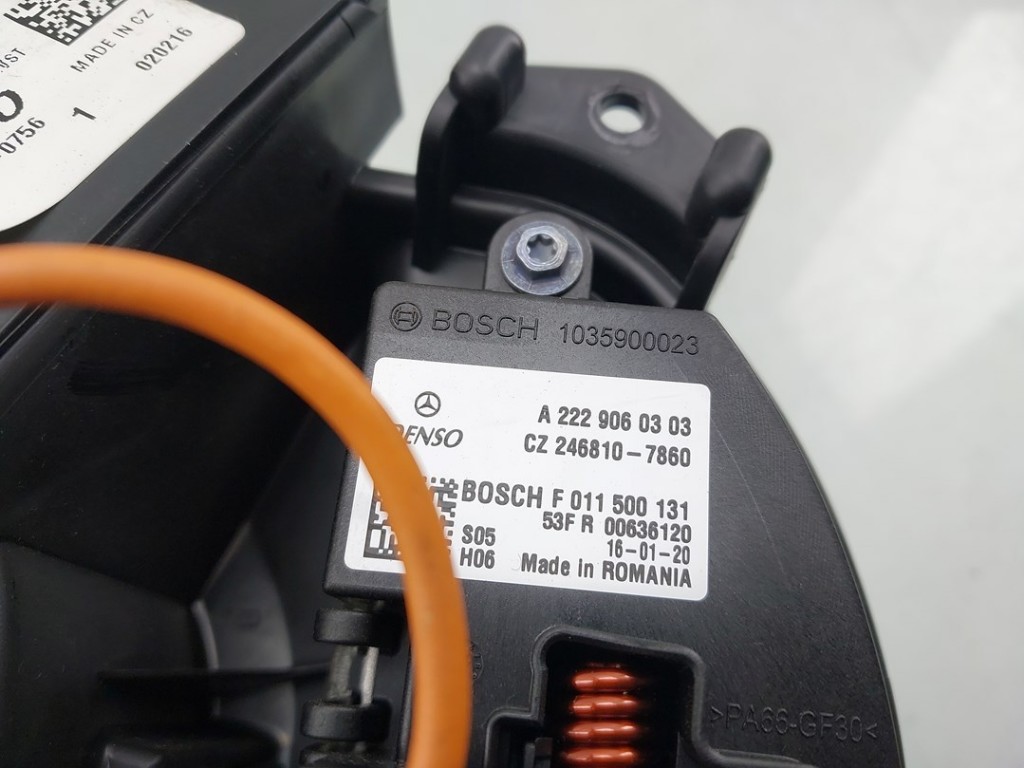 MADE IN CZ
020216
0756
1
BOSCH 1035900023
A 222 906 03 03
DENSO
CZ 246810-7860
BOSCH F 011 500 131
53F R 00636120
S05
16-01-20
H06
Made in ROMANIA
>PA66-GF30<